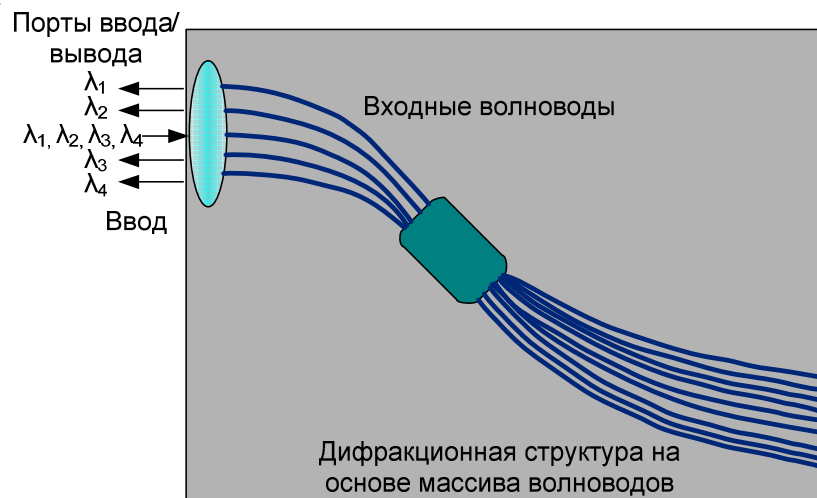 Порты ввода/
вывода
λ1
λ2
λ1, λ2, λ3, λ4
λ3
λ4
Ввод
Входные волноводы
Дифракционная структура на
основе массива волноводов